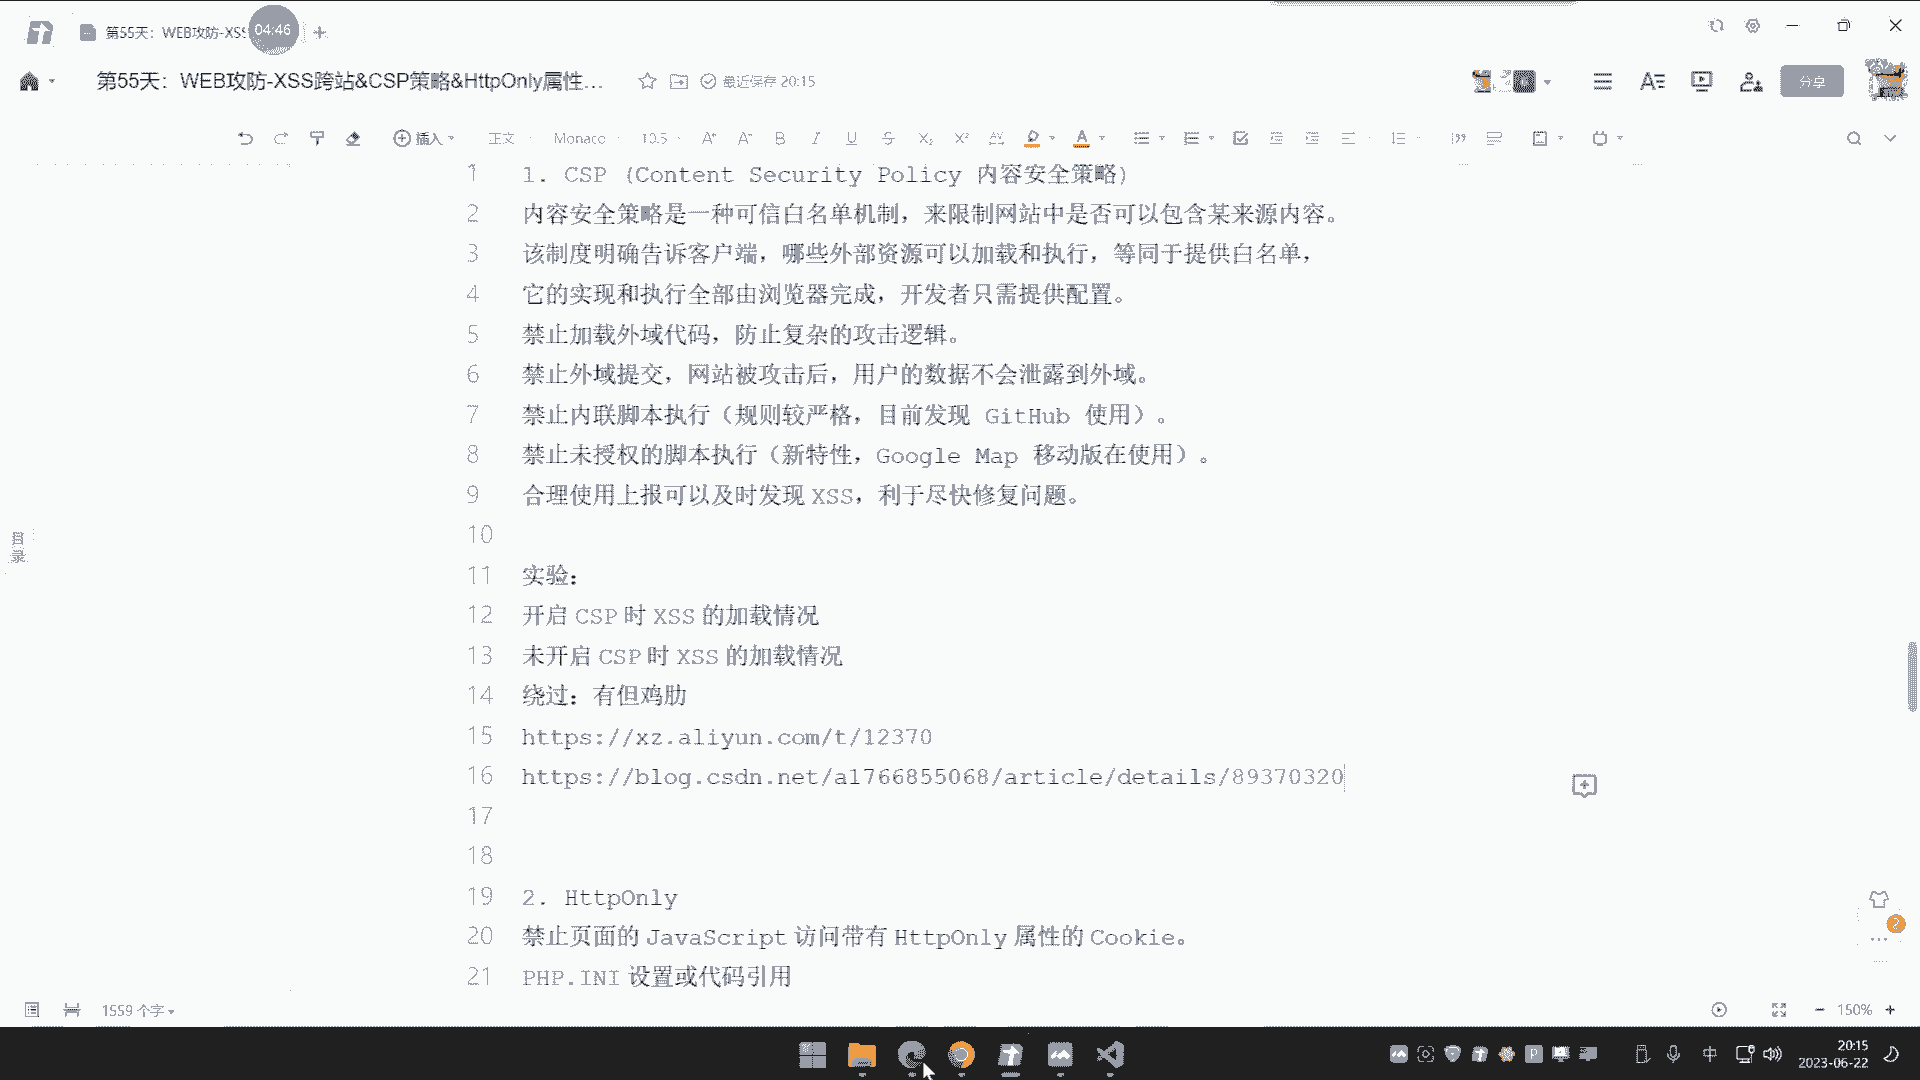 第55天：WEB攻防-XSS
04:46
第55天：WEB攻防-XSS跨站&CSP策略&HttpOnly属性...
最近保存 20:15
分享
插入
正文
Monaco
10.5
1 1. CSP (Content Security Policy 内容安全策略)
2 内容安全策略是一种可信白名单机制，来限制网站中是否可以包含某来源内容。
3 该制度明确告诉客户端，哪些外部资源可以加载和执行，等同于提供白名单，
4 它的实现和执行全部由浏览器完成，开发者只需提供配置。
5 禁止加载外域代码，防止复杂的攻击逻辑。
6 禁止外域提交，网站被攻击后，用户的数据不会泄露到外域。
7 禁止内联脚本执行（规则较严格，目前发现 GitHub 使用）。
8 禁止未授权的脚本执行（新特性，Google Map 移动版在使用）。
9 合理使用上报可以及时发现 XSS，利于尽快修复问题。
10
11 实验：
12 开启 CSP 时 XSS 的加载情况
13 未开启 CSP 时 XSS 的加载情况
14 绕过：有但鸡肋
15 https://xz.aliyun.com/t/12370
16 https://blog.csdn.net/a1766855068/article/details/89370320
17
18
19 2. HttpOnly
20 禁止页面的 JavaScript 访问带有 HttpOnly 属性的 Cookie。
21 PHP.INI 设置或代码引用
目录
2
1559 个字
150%
中
20:15
2023-06-22